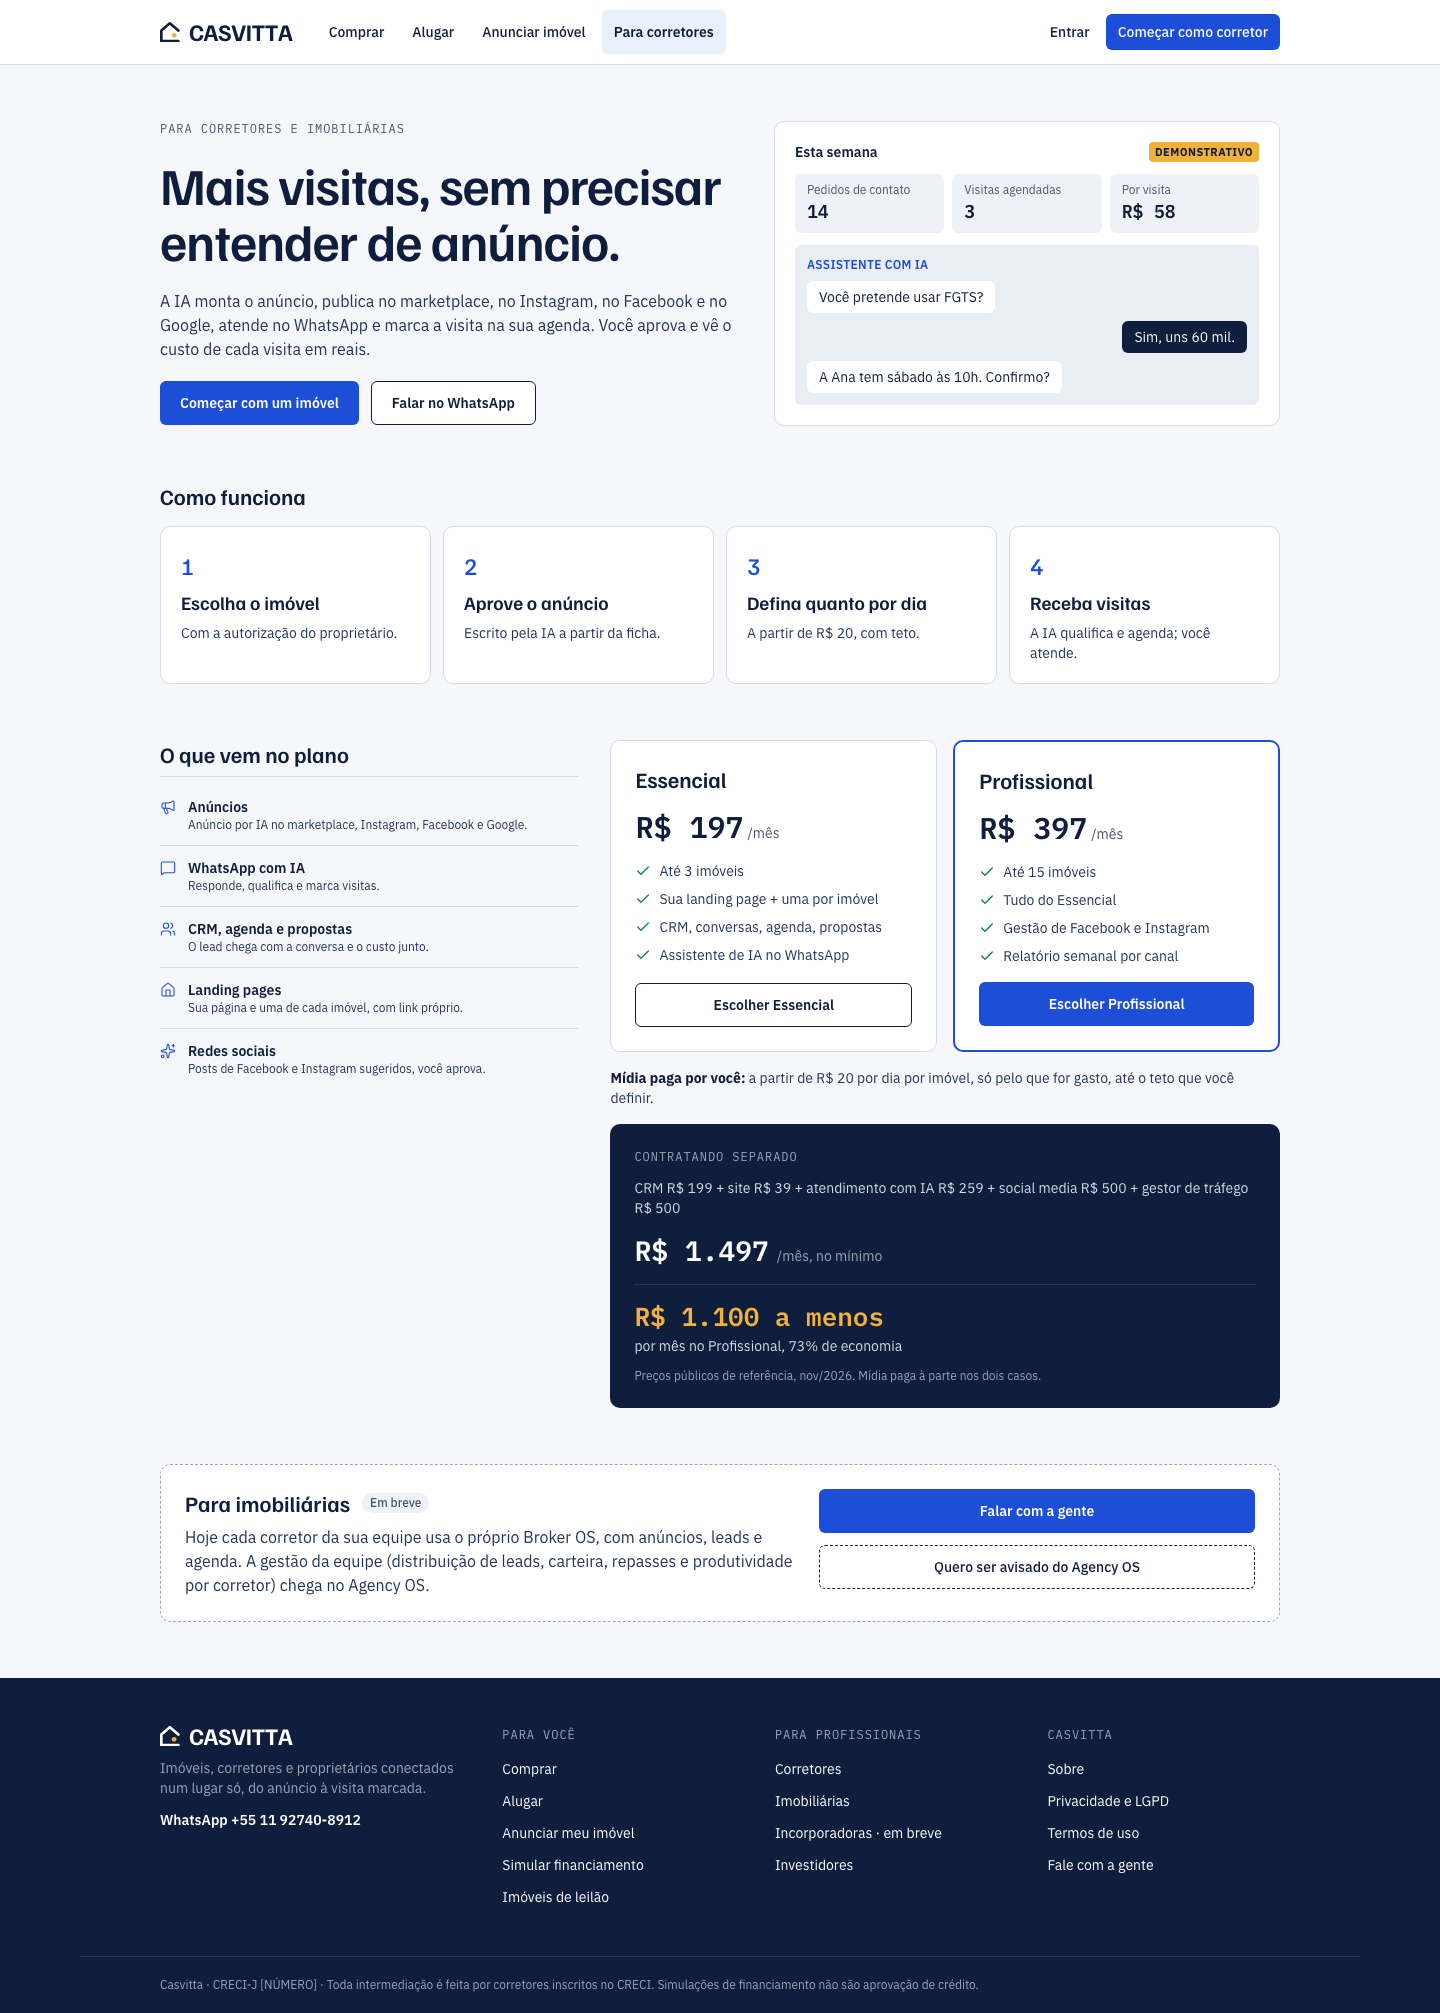 CASVITTA
Comprar
Alugar
Anunciar imóvel
Para corretores
Entrar
Começar como corretor
PARA CORRETORES E IMOBILIÁRIAS
Mais visitas, sem precisar
entender de anúncio.
A IA monta o anúncio, publica no marketplace, no Instagram, no Facebook e no
Google, atende no WhatsApp e marca a visita na sua agenda. Você aprova e vê o
custo de cada visita em reais.
Começar com um imóvel
Falar no WhatsApp
Esta semana
DEMONSTRATIVO
Pedidos de contato
14
Visitas agendadas
3
Por visita
R$ 58
ASSISTENTE COM IA
Você pretende usar FGTS?
Sim, uns 60 mil.
A Ana tem sábado às 10h. Confirmo?
Como funciona
1
Escolha o imóvel
Com a autorização do proprietário.
2
Aprove o anúncio
Escrito pela IA a partir da ficha.
3
Defina quanto por dia
A partir de R$ 20, com teto.
4
Receba visitas
A IA qualifica e agenda; você
atende.
O que vem no plano
Anúncios
Anúncio por IA no marketplace, Instagram, Facebook e Google.
WhatsApp com IA
Responde, qualifica e marca visitas.
CRM, agenda e propostas
O lead chega com a conversa e o custo junto.
Landing pages
Sua página e uma de cada imóvel, com link próprio.
Redes sociais
Posts de Facebook e Instagram sugeridos, você aprova.
Essencial
R$ 197 /mês
Até 3 imóveis
Sua landing page + uma por imóvel
CRM, conversas, agenda, propostas
Assistente de IA no WhatsApp
Escolher Essencial
Profissional
R$ 397 /mês
Até 15 imóveis
Tudo do Essencial
Gestão de Facebook e Instagram
Relatório semanal por canal
Escolher Profissional
Mídia paga por você: a partir de R$ 20 por dia por imóvel, só pelo que for gasto, até o teto que você
definir.
CONTRATANDO SEPARADO
CRM R$ 199 + site R$ 39 + atendimento com IA R$ 259 + social media R$ 500 + gestor de tráfego
R$ 500
R$ 1.497 /mês, no mínimo
R$ 1.100 a menos
por mês no Profissional, 73% de economia
Preços públicos de referência, nov/2026. Mídia paga à parte nos dois casos.
Para imobiliárias
Em breve
Hoje cada corretor da sua equipe usa o próprio Broker OS, com anúncios, leads e
agenda. A gestão da equipe (distribuição de leads, carteira, repasses e produtividade
por corretor) chega no Agency OS.
Falar com a gente
Quero ser avisado do Agency OS
CASVITTA
Imóveis, corretores e proprietários conectados
num lugar só, do anúncio à visita marcada.
WhatsApp +55 11 92740-8912
PARA VOCÊ
Comprar
Alugar
Anunciar meu imóvel
Simular financiamento
Imóveis de leilão
PARA PROFISSIONAIS
Corretores
Imobiliárias
Incorporadoras · em breve
Investidores
CASVITTA
Sobre
Privacidade e LGPD
Termos de uso
Fale com a gente
Casvitta · CRECI-J [NÚMERO] · Toda intermediação é feita por corretores inscritos no CRECI. Simulações de financiamento não são aprovação de crédito.